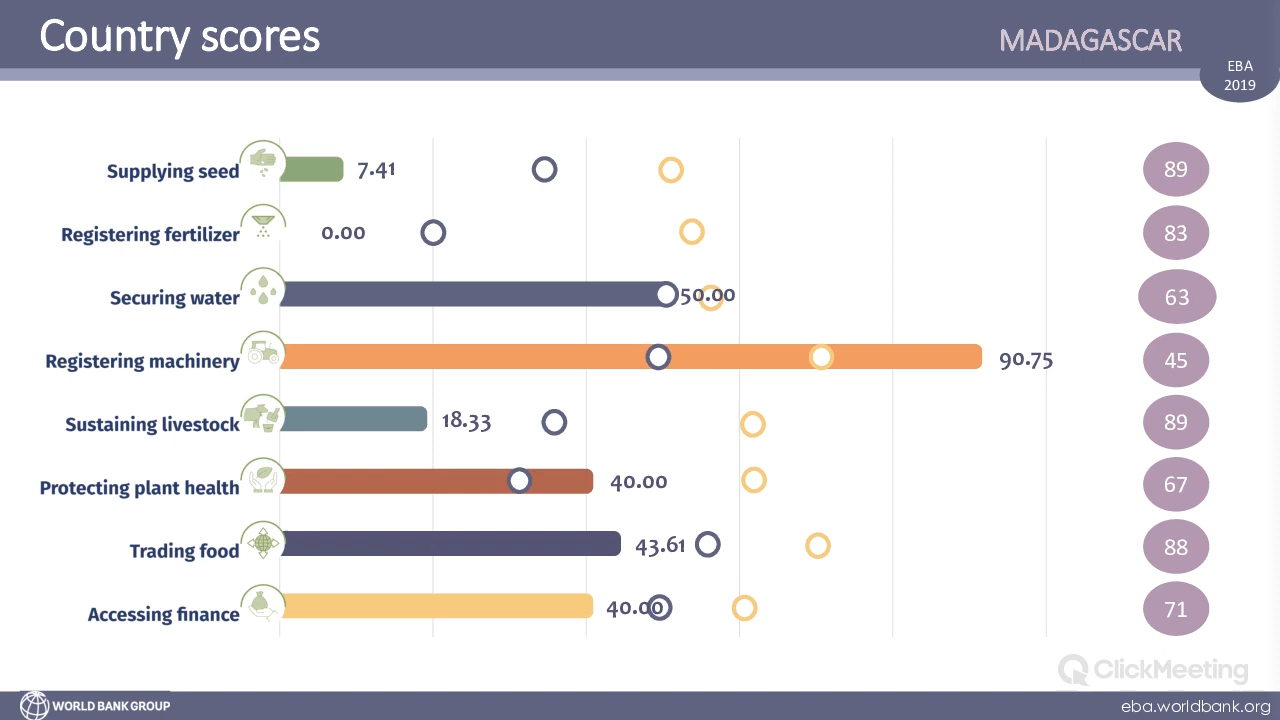 Country scores
MADAGASCAR
EBA
2019
Supplying seed 7.41 89
Registering fertilizer 0.00 83
Securing water 50.00 63
Registering machinery 90.75 45
Sustaining livestock 18.33 89
Protecting plant health 40.00 67
Trading food 43.61 88
Accessing finance 40.00 71
ClickMeeting
WORLD BANK GROUP
eba.worldbank.org